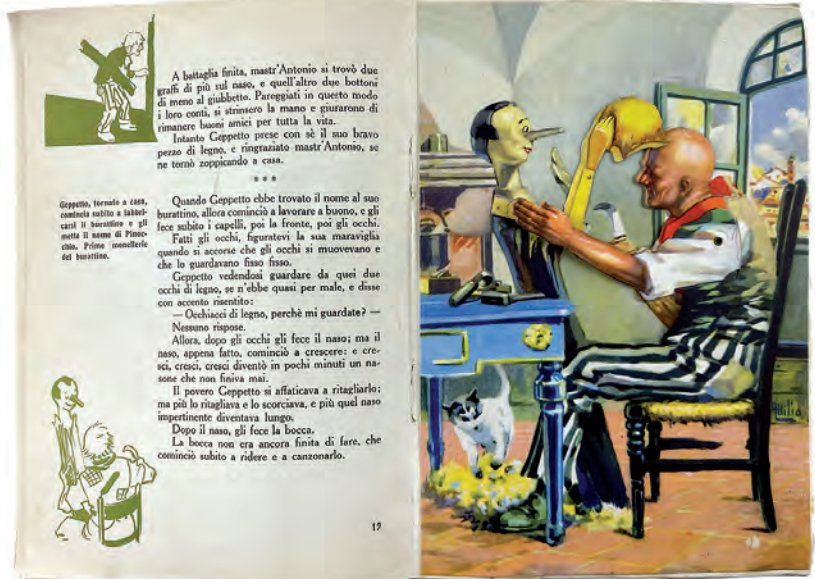 A battaglia finita, mastr'Antonio si trovò due
graffi di più sul naso, e quell'altro due bottoni
di meno al giubbetto. Pareggiati in questo modo
i loro conti, si strinsero la mano e giurarono di
rimanere buoni amici per tutta la vita.
Intanto Geppetto prese con sè il suo bravo
pezzo di legno, e ringraziato mastr'Antonio, se
ne tornò zoppicando a casa.
* * *
Geppetto, tornato a casa,
comincia subito a fabbri-
carsi il burattino e gli
mette il nome di Pinoc-
chio. Prime monellerie
del burattino.
Quando Geppetto ebbe trovato il nome al suo
burattino, allora cominciò a lavorare a buono, e gli
fece subito i capelli, poi la fronte, poi gli occhi.
Fatti gli occhi, figuratevi la sua maraviglia
quando si accorse che gli occhi si muovevano e
che lo guardavano fisso fisso.
Geppetto vedendosi guardare da quei due
occhi di legno, se n'ebbe quasi per male, e disse
con accento risentito:
— Occhiacci di legno, perchè mi guardate? —
Nessuno rispose.
Allora, dopo gli occhi gli fece il naso; ma il
naso, appena fatto, cominciò a crescere: e cre-
sci, cresci, cresci diventò in pochi minuti un na-
sone che non finiva mai.
Il povero Geppetto si affaticava a ritagliarlo;
ma più lo ritagliava e lo scorciava, e più quel naso
impertinente diventava lungo.
Dopo il naso, gli fece la bocca.
La bocca non era ancora finita di fare, che
cominciò subito a ridere e a canzonarlo.
19
Attilio